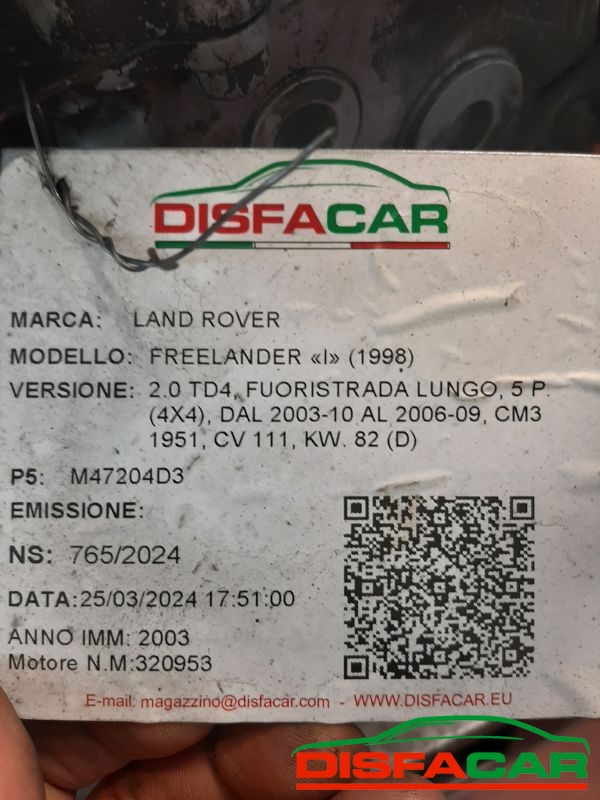 DISFACAR
MARCA: LAND ROVER
MODELLO: FREELANDER «I» (1998)
VERSIONE: 2.0 TD4, FUORISTRADA LUNGO, 5 P.
(4X4), DAL 2003-10 AL 2006-09, CM3
1951, CV 111, KW. 82 (D)
P5: M47204D3
EMISSIONE:
NS: 765/2024
DATA:25/03/2024 17:51:00
ANNO IMM: 2003
Motore N.M:320953
E-mail: magazzino@disfacar.com - WWW.DISFACAR.EU
DISFACAR